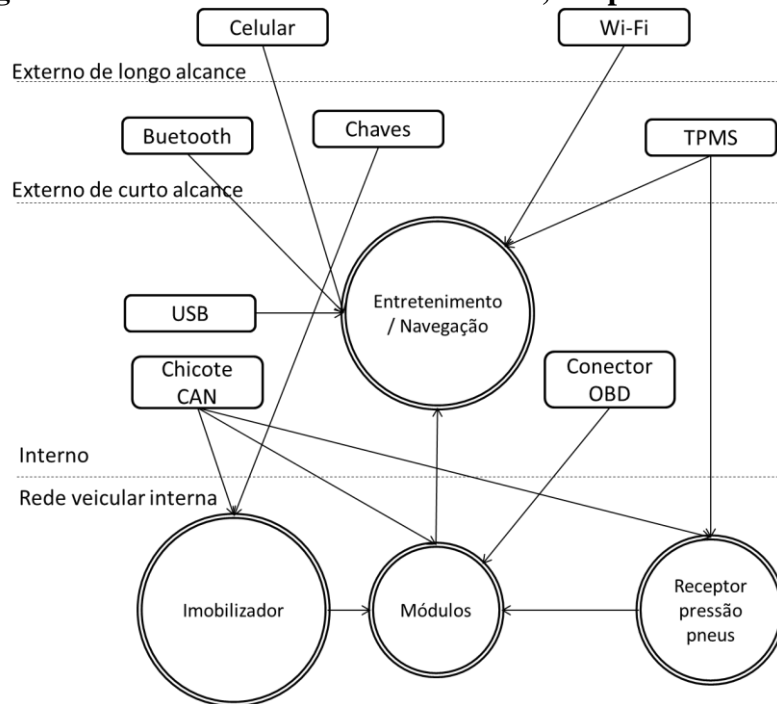 Celular
Wi-Fi
Externo de longo alcance
Buetooth
Chaves
TPMS
Externo de curto alcance
Entretenimento
/ Navegação
USB
Chicote
CAN
Conector
OBD
Interno
Rede veicular interna
Imobilizador
Módulos
Receptor
pressão
pneus